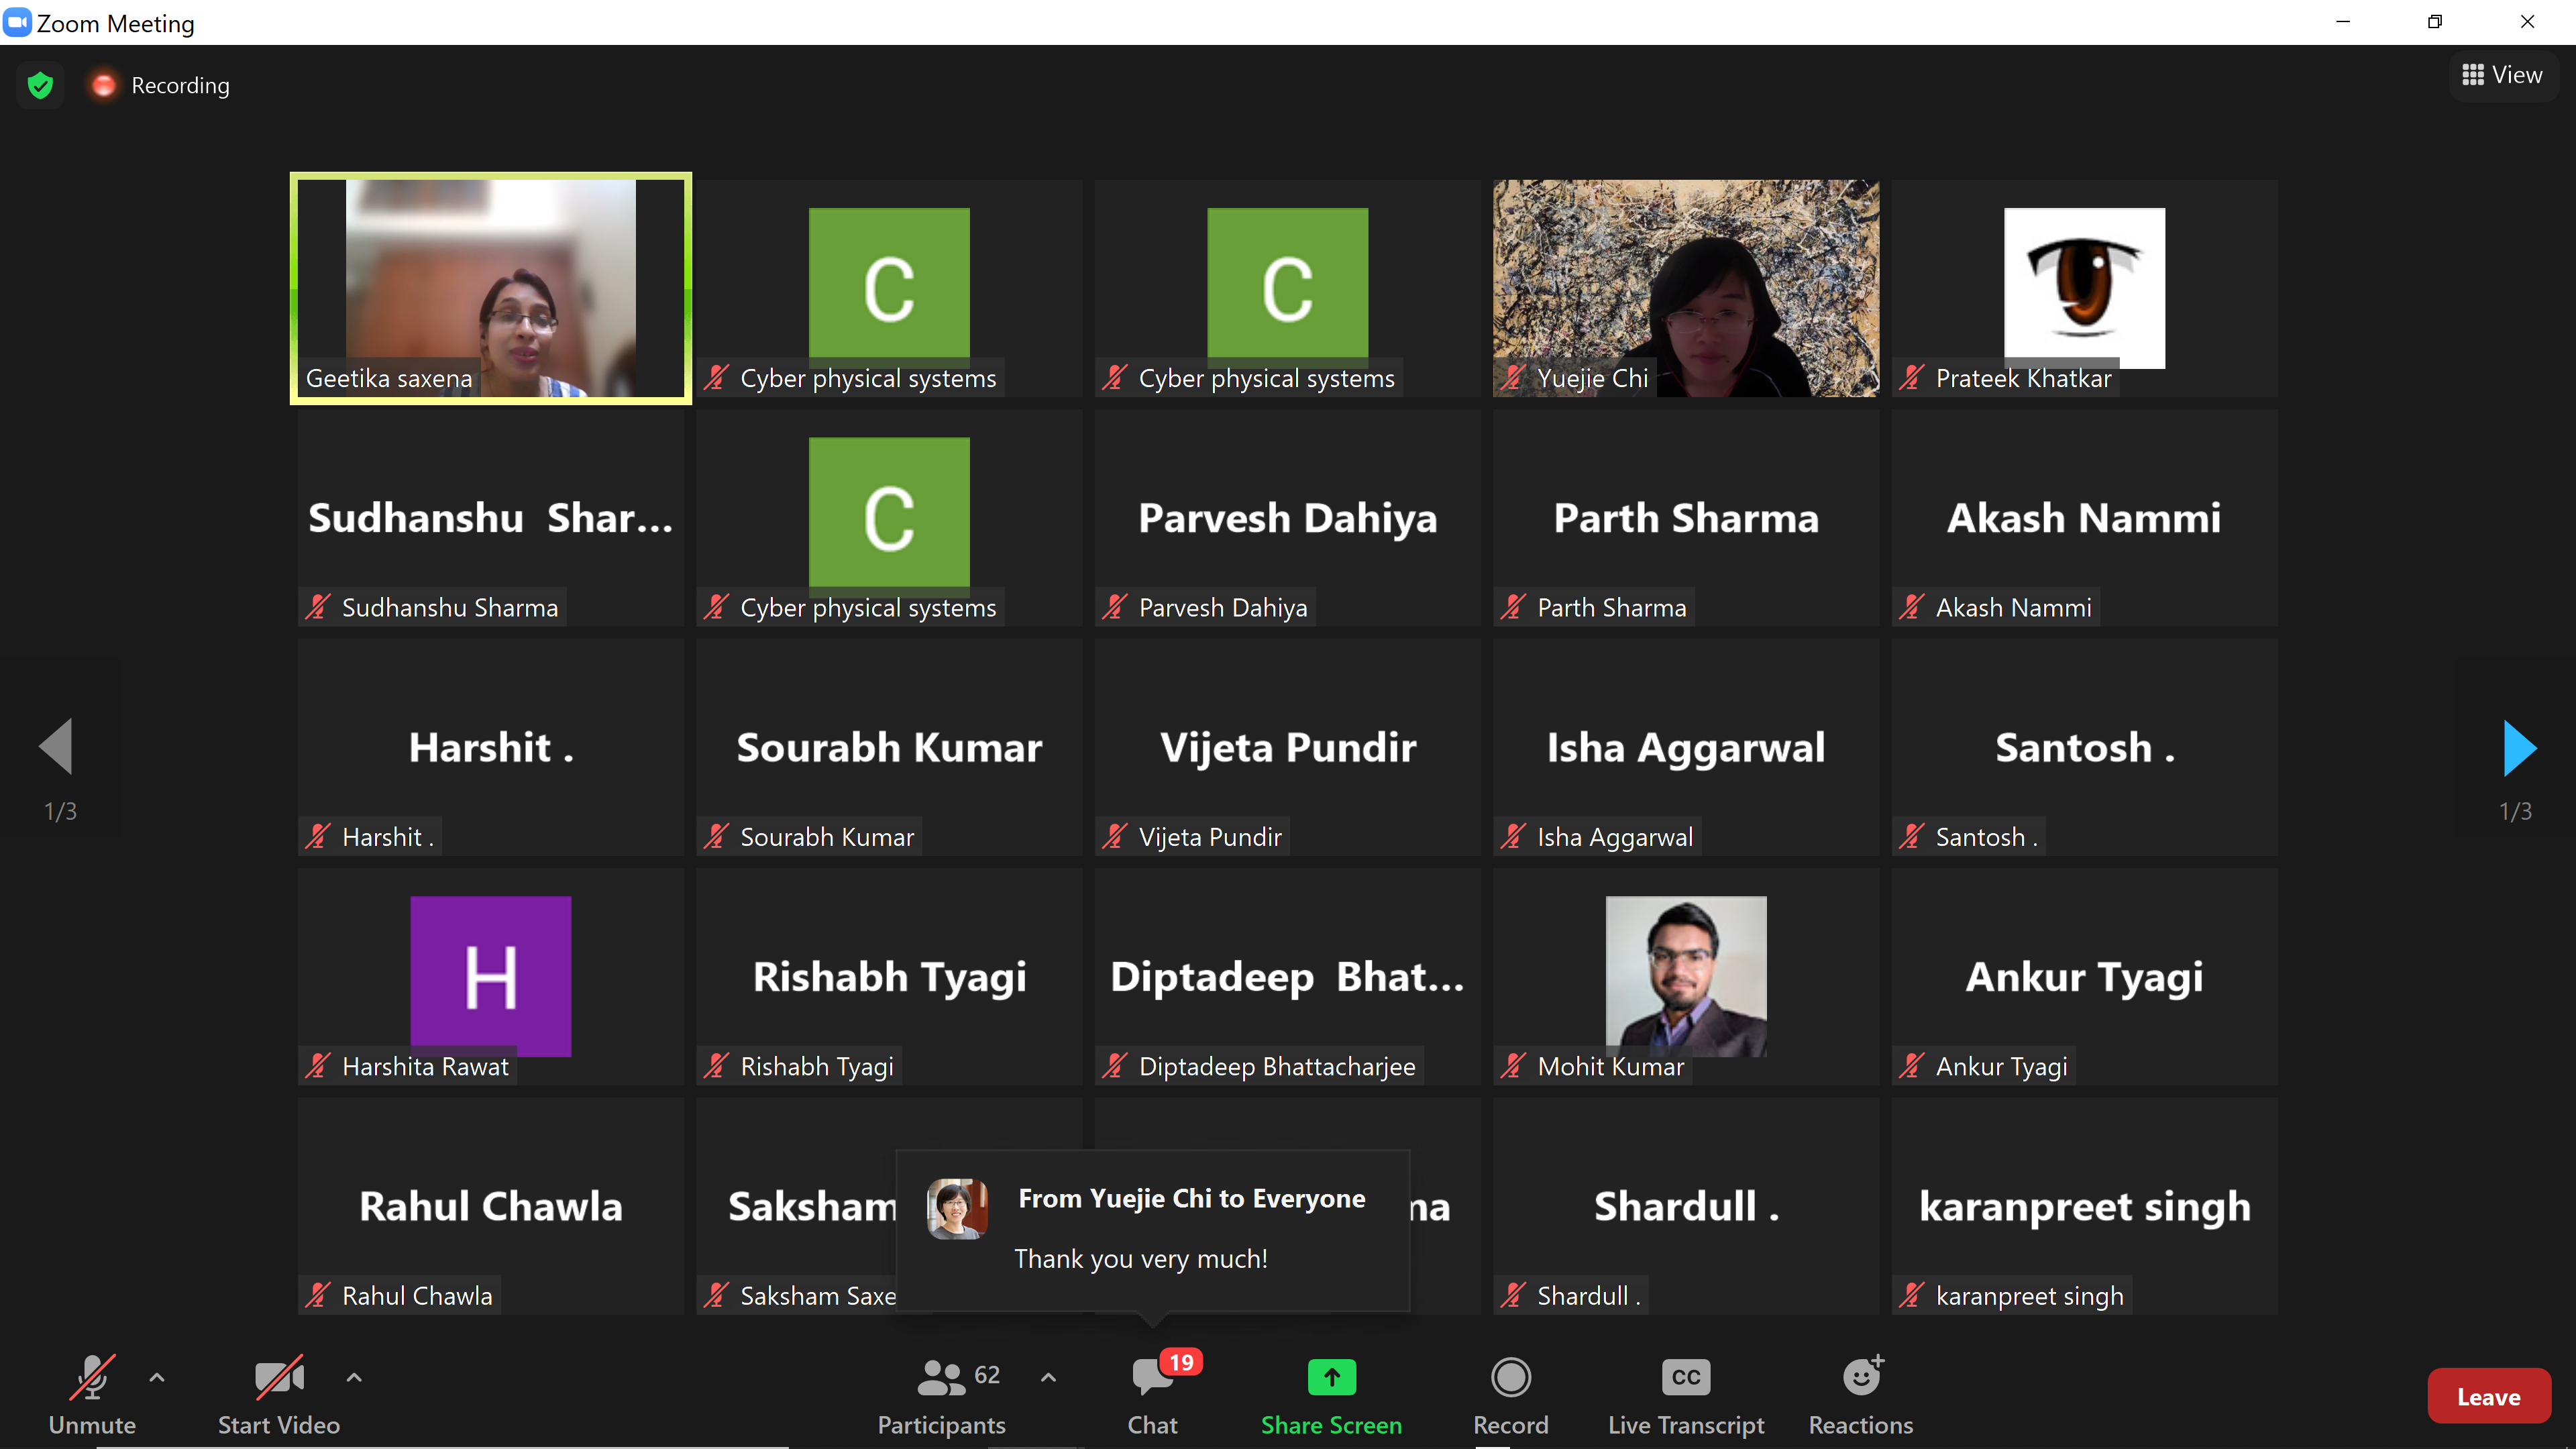 Zoom Meeting
Recording
View
Geetika saxena
C
Cyber physical systems
C
Cyber physical systems
Yuejie Chi
Prateek Khatkar
Sudhanshu Shar...
Sudhanshu Sharma
C
Cyber physical systems
Parvesh Dahiya
Parvesh Dahiya
Parth Sharma
Parth Sharma
Akash Nammi
Akash Nammi
1/3
Harshit .
Harshit .
Sourabh Kumar
Sourabh Kumar
Vijeta Pundir
Vijeta Pundir
Isha Aggarwal
Isha Aggarwal
Santosh .
Santosh .
1/3
H
Harshita Rawat
Rishabh Tyagi
Rishabh Tyagi
Diptadeep Bhat...
Diptadeep Bhattacharjee
Mohit Kumar
Ankur Tyagi
Ankur Tyagi
Rahul Chawla
Rahul Chawla
Saksham
Saksham Saxe
From Yuejie Chi to Everyone
Thank you very much!
na
Shardull .
Shardull .
karanpreet singh
karanpreet singh
Unmute
Start Video
62
Participants
19
Chat
Share Screen
Record
CC
Live Transcript
Reactions
Leave